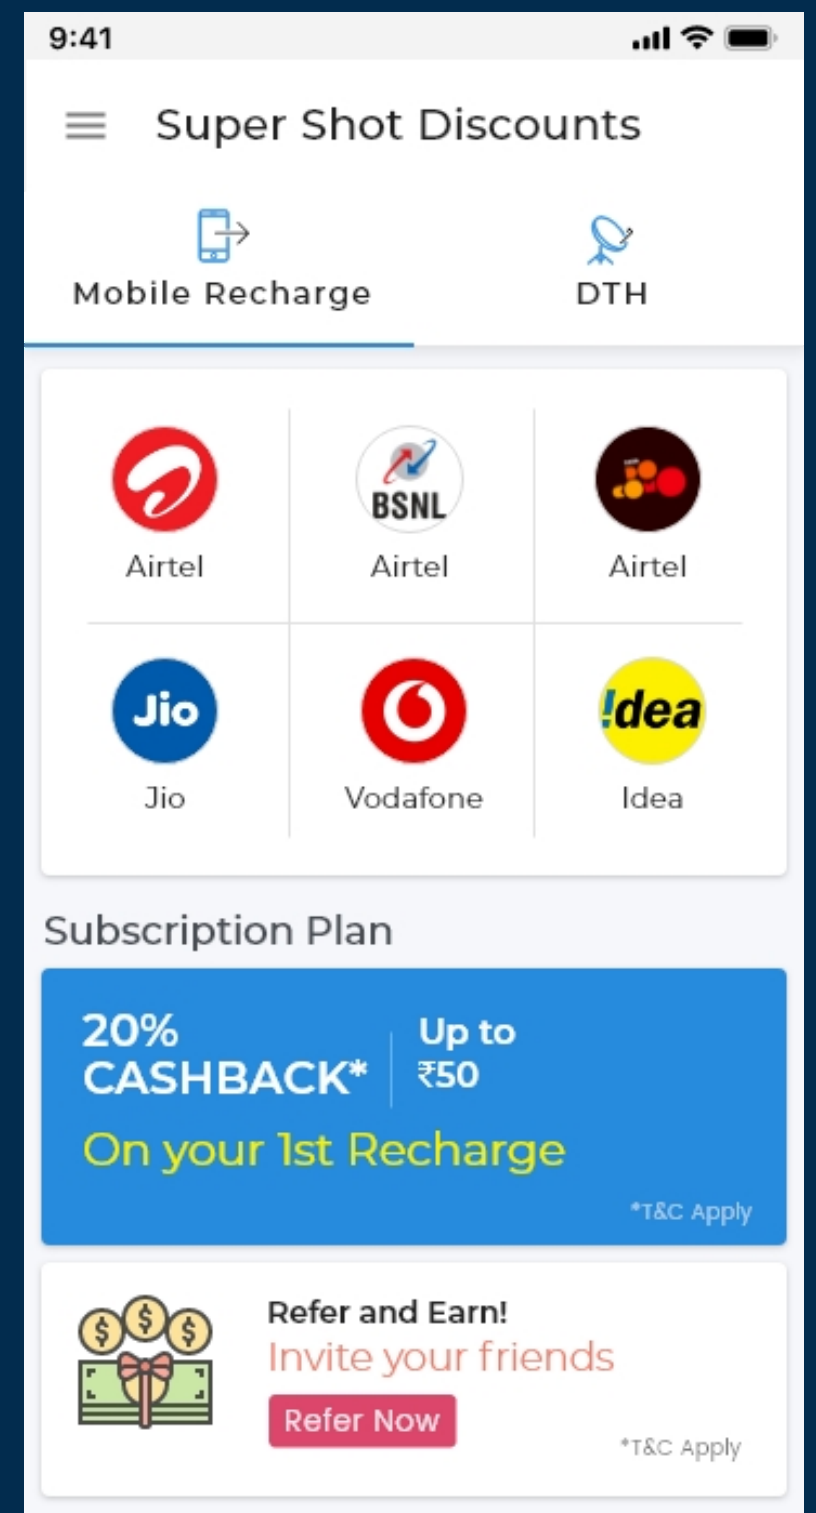 9:41
Super Shot Discounts
Mobile Recharge
DTH
BSNL
Airtel
Airtel
Airtel
Jio
!dea
Jio
Vodafone
Idea
Subscription Plan
20%
CASHBACK*
Up to
₹50
On your 1st Recharge
*T&C Apply
Refer and Earn!
Invite your friends
Refer Now
*T&C Apply